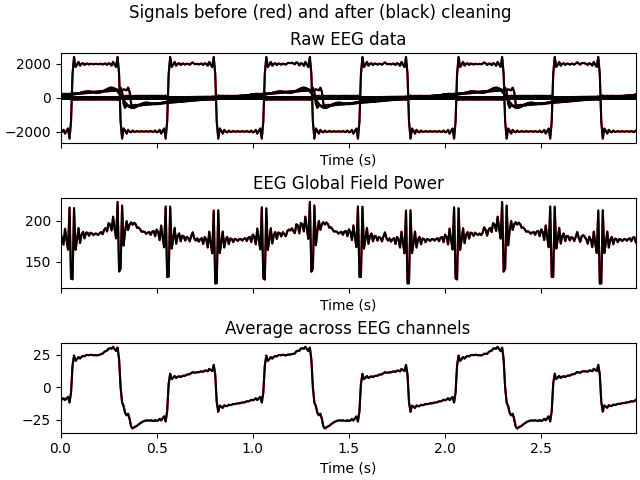 Signals before (red) and after (black) cleaning
Raw EEG data
2000
0
−2000
Time (s)
EEG Global Field Power
200
150
Time (s)
Average across EEG channels
25
0
−25
0.0 0.5 1.0 1.5 2.0 2.5
Time (s)